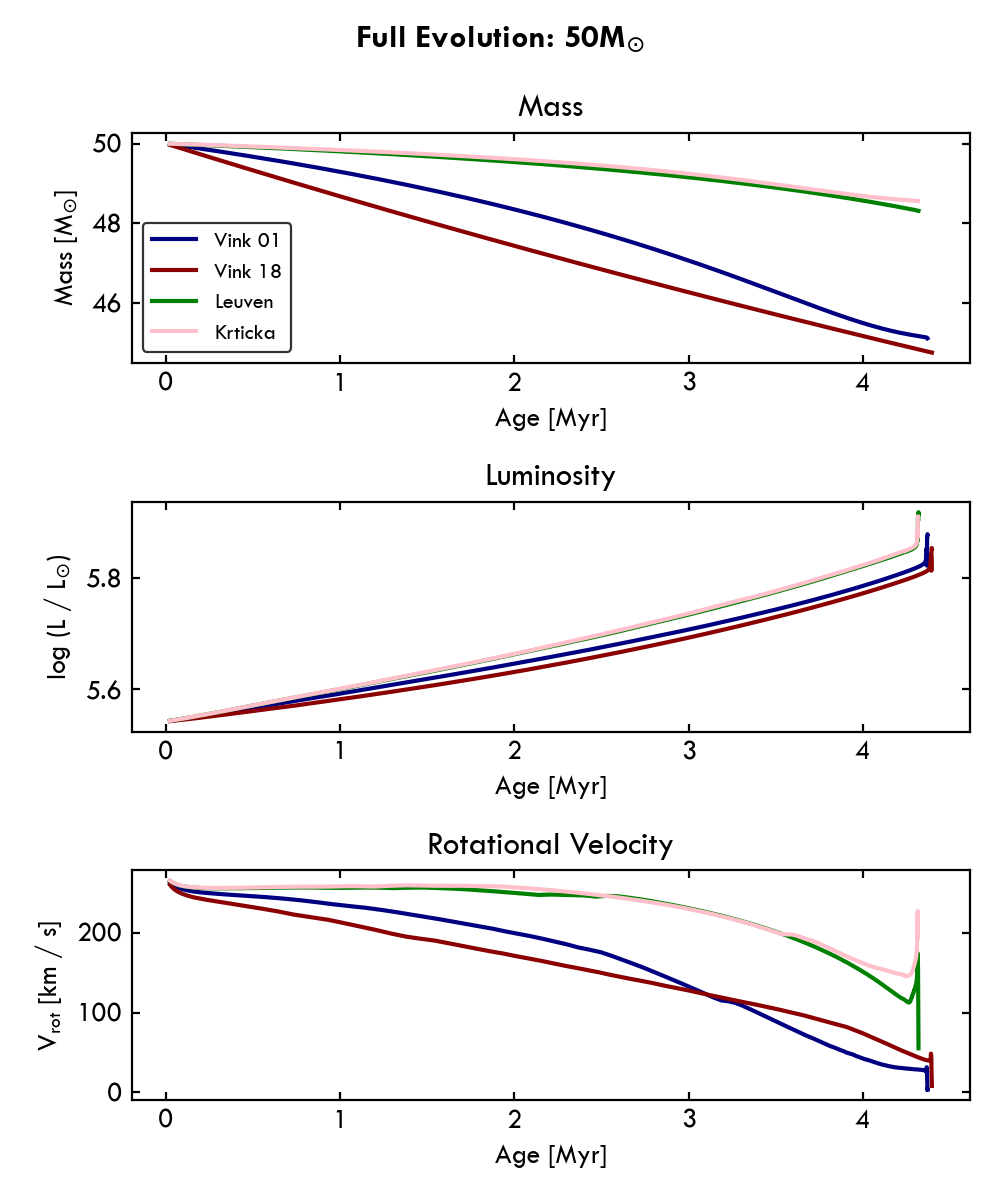 Full Evolution: 50M☉
Mass
50
48
46
Mass [M☉]
Vink 01
Vink 18
Leuven
Krticka
0 1 2 3 4
Age [Myr]
Luminosity
5.8
5.6
log (L / L☉)
0 1 2 3 4
Age [Myr]
Rotational Velocity
200
100
0
Vrot [km / s]
0 1 2 3 4
Age [Myr]